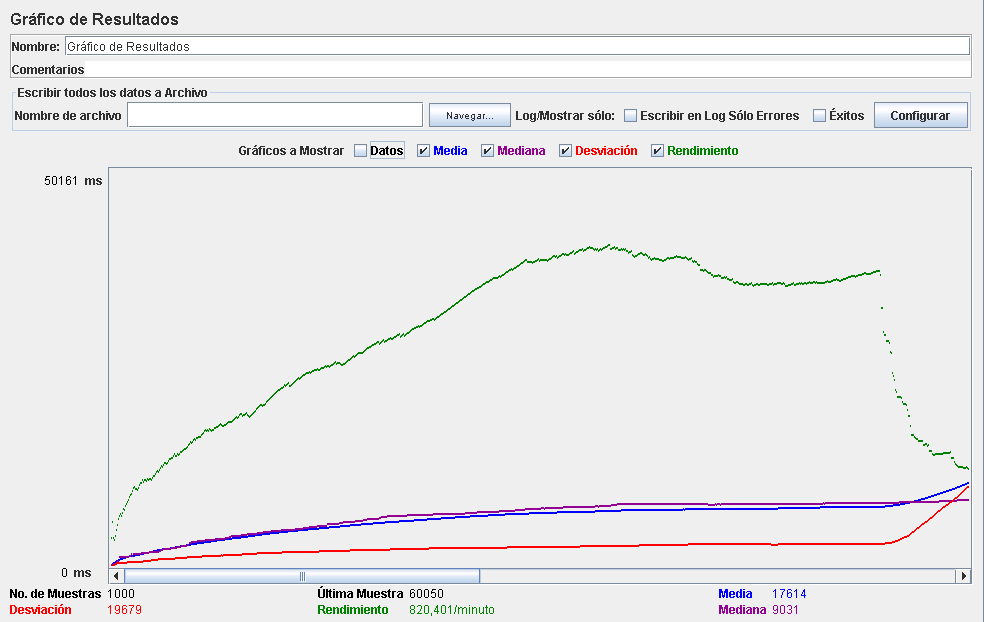 Gráfico de Resultados
Nombre: Gráfico de Resultados
Comentarios
Escribir todos los datos a Archivo
Nombre de archivo Navegar... Log/Mostrar sólo: Escribir en Log Sólo Errores Éxitos Configurar
Gráficos a Mostrar Datos Media Mediana Desviación Rendimiento
50161 ms
0 ms
No. de Muestras 1000 Última Muestra 60050 Media 17614
Desviación 19679 Rendimiento 820,401/minuto Mediana 9031